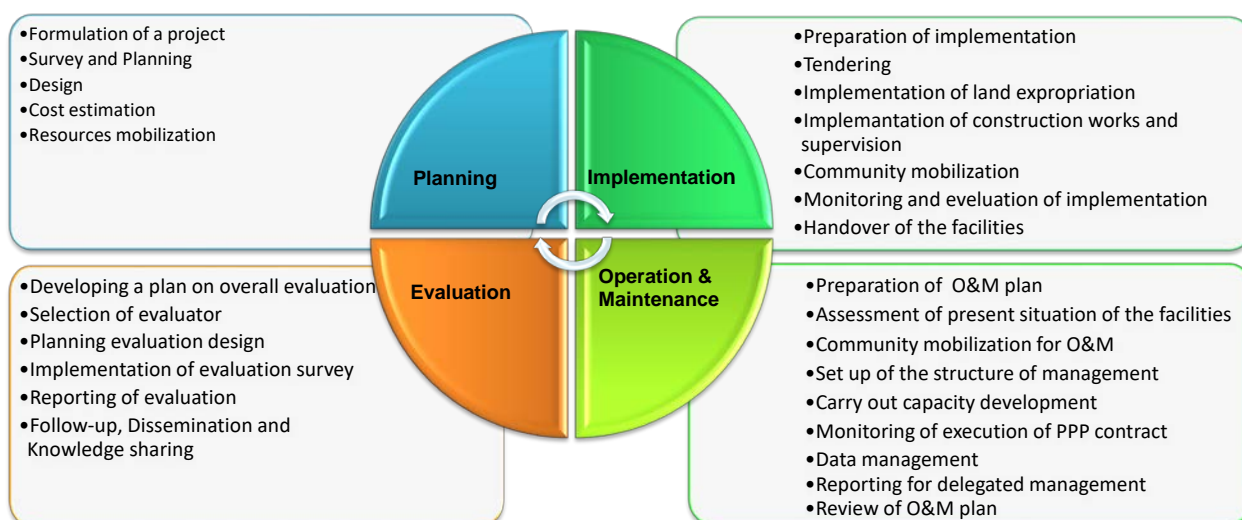 •Formulation of a project
•Survey and Planning
•Design
•Cost estimation
•Resources mobilization
Planning
Implementation
•Preparation of implementation
•Tendering
•Implementation of land expropriation
•Implemantation of construction works and
supervision
•Community mobilization
•Monitoring and eveluation of implementation
•Handover of the facilities
•Developing a plan on overall evaluation
•Selection of evaluator
•Planning evaluation design
•Implementation of evaluation survey
•Reporting of evaluation
•Follow-up, Dissemination and
Knowledge sharing
Evaluation
Operation &
Maintenance
•Preparation of O&M plan
•Assessment of present situation of the facilities
•Community mobilization for O&M
•Set up of the structure of management
•Carry out capacity development
•Monitoring of execution of PPP contract
•Data management
•Reporting for delegated management
•Review of O&M plan